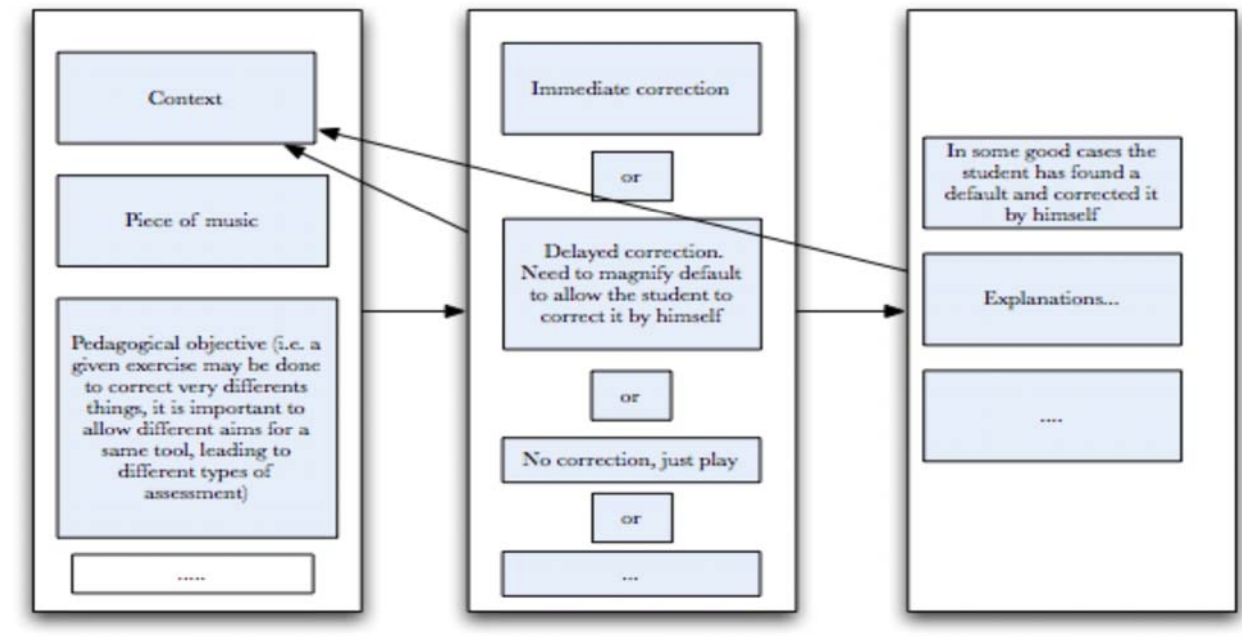 Context
Piece of music
Pedagogical objective (i.e. a
given exercise may be done
to correct very differents
things, it is important to
allow different aims for a
same tool, leading to
different types of
assessment)
.....
Immediate correction
or
Delayed correction.
Need to magnify default
to allow the student to
correct it by himself
or
No correction, just play
or
...
In some good cases the
student has found a
default and corrected it
by himself
Explanations...
....